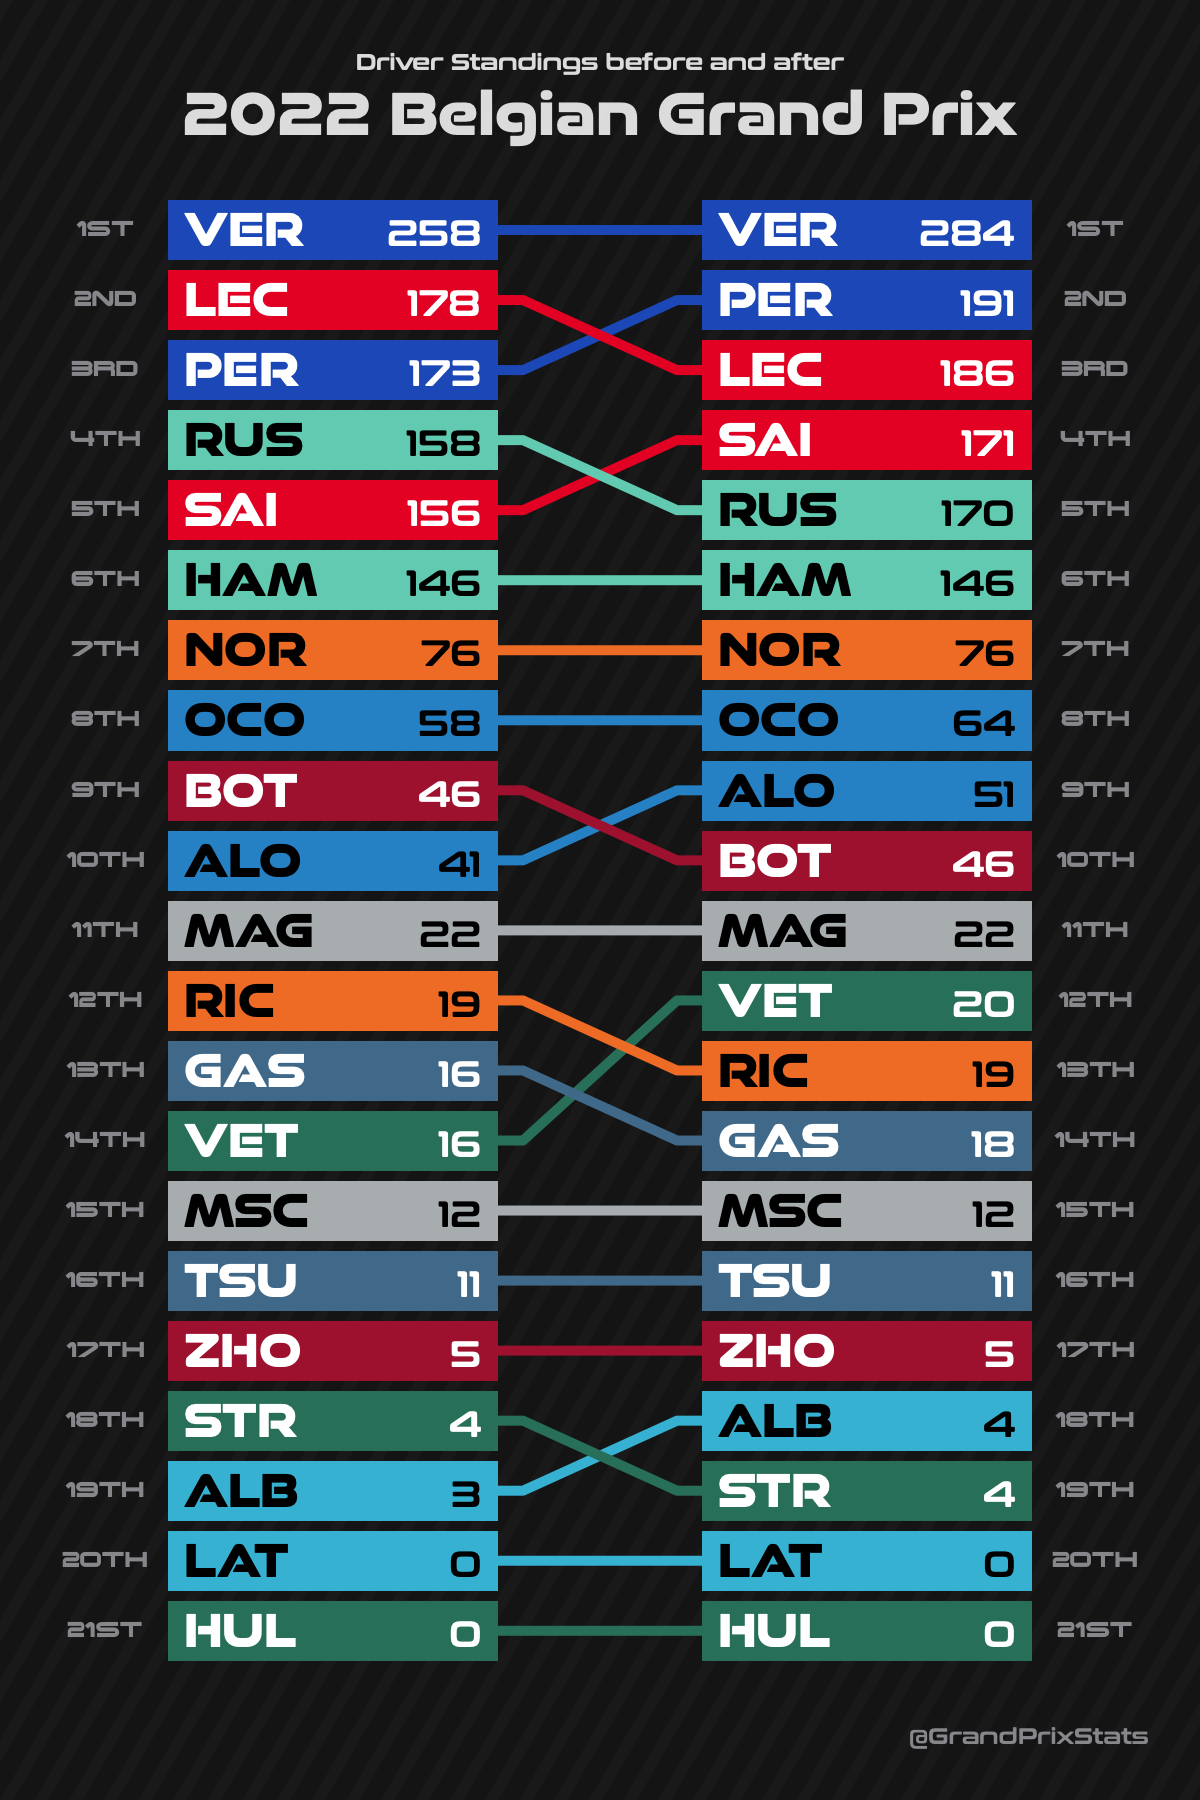 Driver Standings before and after
2022 Belgian Grand Prix
1ST VER 258 VER 284 1ST
2ND LEC 178 PER 191 2ND
3RD PER 173 LEC 186 3RD
4TH RUS 158 SAI 171 4TH
5TH SAI 156 RUS 170 5TH
6TH HAM 146 HAM 146 6TH
7TH NOR 76 NOR 76 7TH
8TH OCO 58 OCO 64 8TH
9TH BOT 46 ALO 51 9TH
10TH ALO 41 BOT 46 10TH
11TH MAG 22 MAG 22 11TH
12TH RIC 19 VET 20 12TH
13TH GAS 16 RIC 19 13TH
14TH VET 16 GAS 18 14TH
15TH MSC 12 MSC 12 15TH
16TH TSU 11 TSU 11 16TH
17TH ZHO 5 ZHO 5 17TH
18TH STR 4 ALB 4 18TH
19TH ALB 3 STR 4 19TH
20TH LAT 0 LAT 0 20TH
21ST HUL 0 HUL 0 21ST
@GrandPrixStats